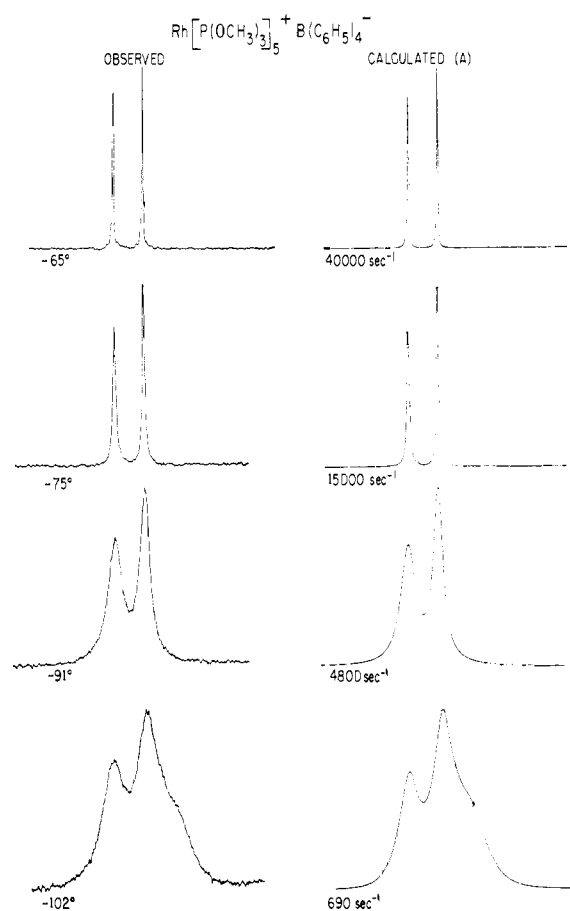 Rh[P(OCH3)3]5+ B(C6H5)4-
OBSERVED
CALCULATED (A)
-65°
40000 sec-1
-75°
15000 sec-1
-91°
4800 sec-1
-102°
690 sec-1